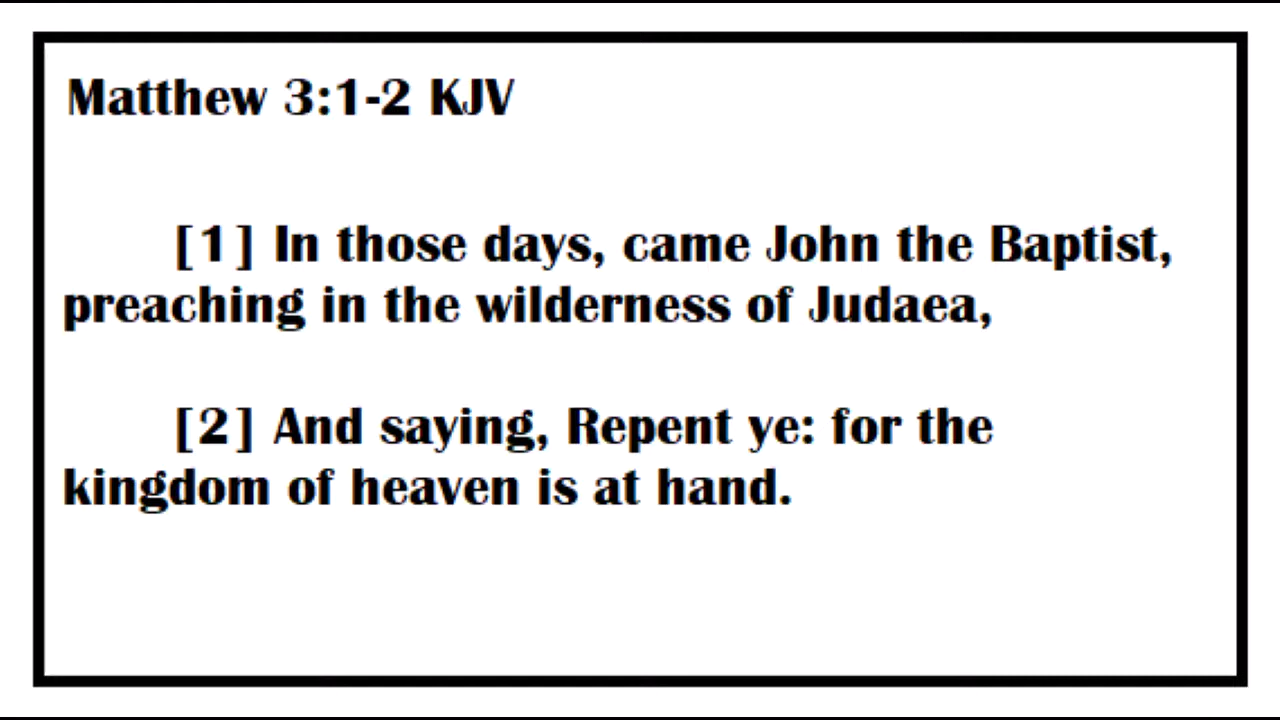 Matthew 3:1-2 KJV
[1] In those days, came John the Baptist,
preaching in the wilderness of Judaea,
[2] And saying, Repent ye: for the
kingdom of heaven is at hand.